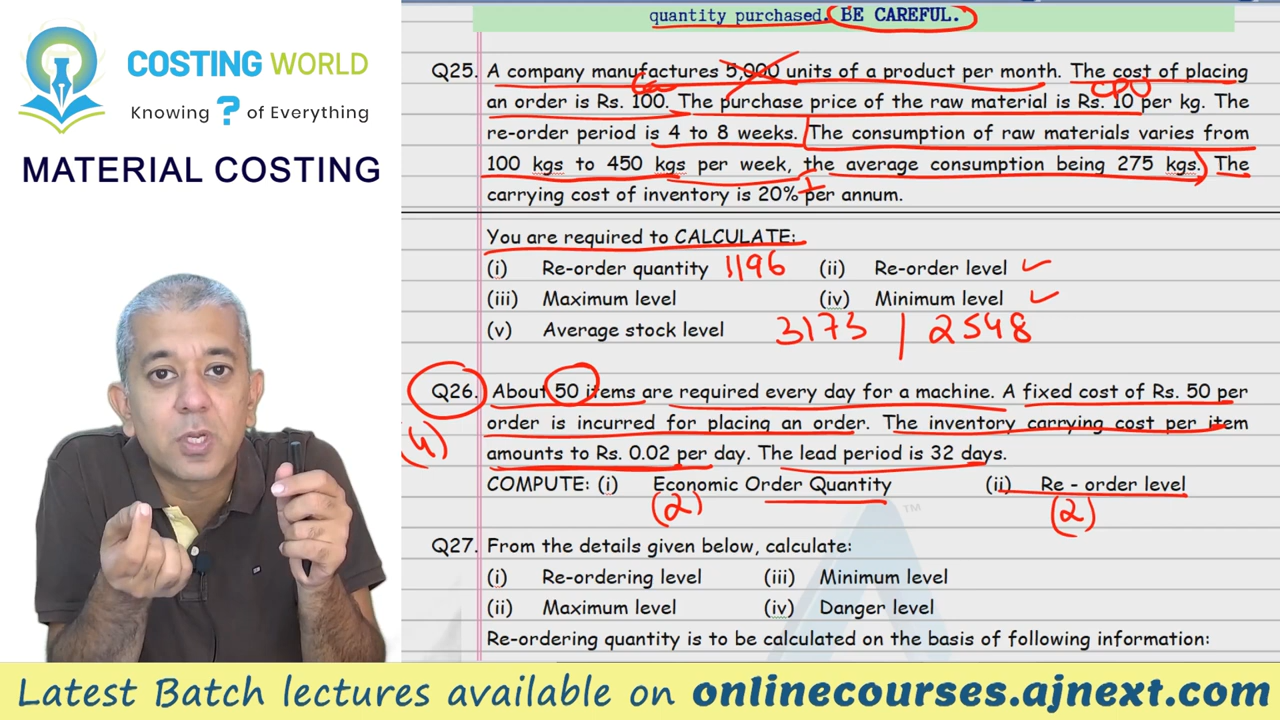 quantity purchased. BE CAREFUL.
COSTING WORLD
Knowing ? of Everything
MATERIAL COSTING
Q25. A company manufactures 5,000 units of a product per month. The cost of placing
an order is Rs. 100. The purchase price of the raw material is Rs. 10 per kg. The
CPU
re-order period is 4 to 8 weeks. The consumption of raw materials varies from
100 kgs to 450 kgs per week, the average consumption being 275 kgs. The
carrying cost of inventory is 20% per annum.
You are required to CALCULATE:
(i) Re-order quantity 1196 (ii) Re-order level
(iii) Maximum level (iv) Minimum level
(v) Average stock level 3173 | 2548
Q26. About 50 items are required every day for a machine. A fixed cost of Rs. 50 per
order is incurred for placing an order. The inventory carrying cost per item
(4)
amounts to Rs. 0.02 per day. The lead period is 32 days.
COMPUTE: (i) Economic Order Quantity (ii) Re - order level
(2) (2)
TM
Q27. From the details given below, calculate:
(i) Re-ordering level (iii) Minimum level
(ii) Maximum level (iv) Danger level
Re-ordering quantity is to be calculated on the basis of following information:
Latest Batch lectures available on onlinecourses.ajnext.com